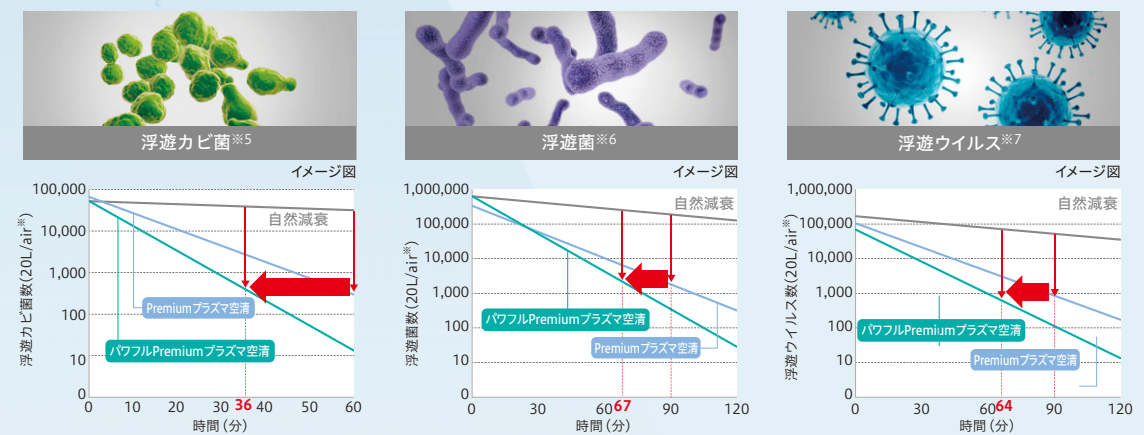 浮遊カビ菌※5
イメージ図
浮遊カビ菌数(20L/air※)
100,000
10,000
1,000
100
10
0
自然減衰
Premiumプラズマ空清
パワフルPremiumプラズマ空清
0 10 20 30 36 40 50 60
時間(分)
浮遊菌※6
イメージ図
浮遊菌数(20L/air※)
1,000,000
100,000
10,000
1,000
100
10
0
自然減衰
パワフルPremiumプラズマ空清
Premiumプラズマ空清
0 30 60 67 90 120
時間(分)
浮遊ウイルス※7
イメージ図
浮遊ウイルス数(20L/air※)
1,000,000
100,000
10,000
1,000
100
10
0
自然減衰
パワフルPremiumプラズマ空清
Premiumプラズマ空清
0 30 60 64 90 120
時間(分)